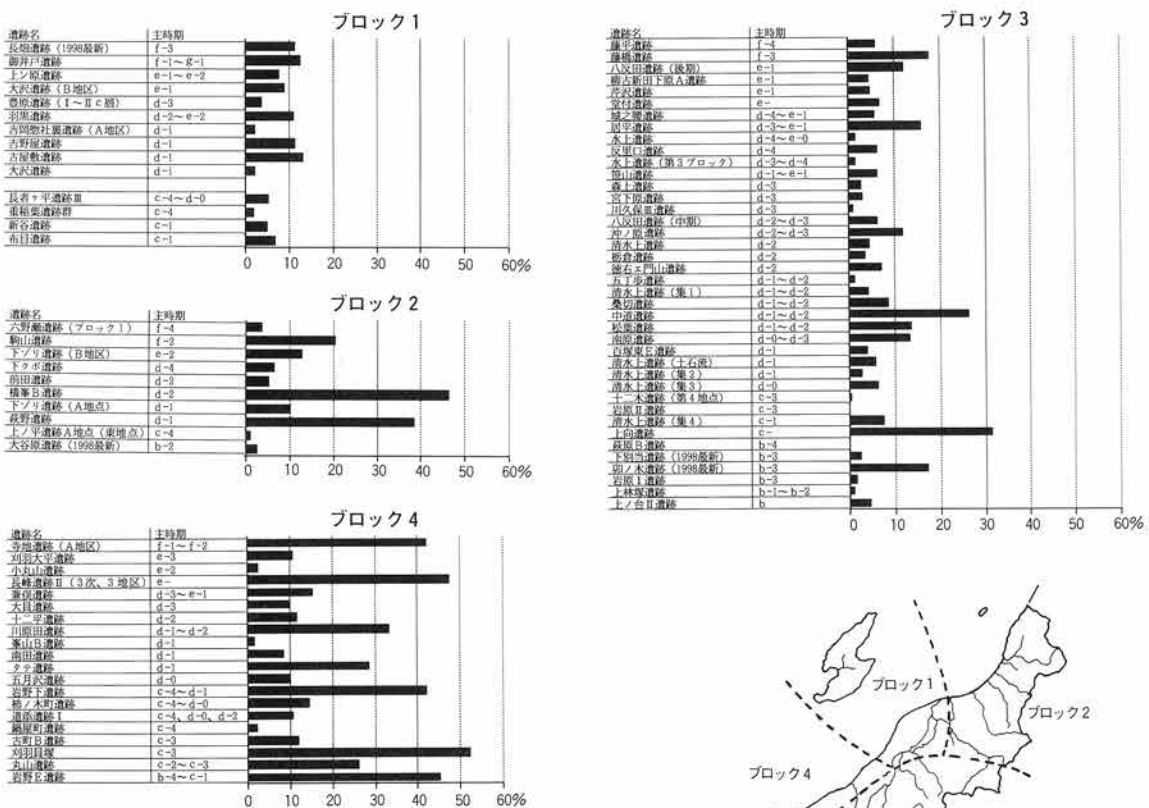 ブロック1
遺跡名 主時期
長畑遺跡（1998最新） f-3
御井戸遺跡 f-1～g-1
上ン原遺跡 e-1～e-2
大沢遺跡（B地区） e-1
豊原遺跡（Ⅰ～Ⅱc層） d-3
羽黒遺跡 d-2～e-2
吉岡惣社裏遺跡（A地区） d-1
吉野屋遺跡 d-1
古屋敷遺跡 d-1
大沢遺跡 d-1
長者ヶ平遺跡Ⅲ c-4～d-0
重稲葉遺跡群 c-4
新谷遺跡 c-1
布目遺跡 c-1
0 10 20 30 40 50 60%
ブロック2
遺跡名 主時期
六野瀬遺跡（ブロック1） f-4
駒山遺跡 f-2
下ゾリ遺跡（B地区） e-2
下クボ遺跡 d-4
前田遺跡 d-2
横峯B遺跡 d-2
下ゾリ遺跡（A地点） d-1
萩野遺跡 d-1
上ノ平遺跡A地点（東地点） c-4
大谷原遺跡（1998最新） b-2
0 10 20 30 40 50 60%
ブロック4
遺跡名 主時期
寺地遺跡（A地区） f-1～f-2
刈羽大平遺跡 e-3
小丸山遺跡 e-2
長峰遺跡Ⅱ（3次、3地区） e-
兼俣遺跡 d-3～e-1
大貝遺跡 d-3
十二平遺跡 d-2
川原田遺跡 d-1～d-2
峯山B遺跡 d-1
南田遺跡 d-1
タテ遺跡 d-1
五月沢遺跡 d-0
岩野下遺跡 c-4～d-1
柿ノ木町遺跡 c-4～d-0
道添遺跡Ⅰ c-4、d-0、d-2
鍋屋町遺跡 c-4
古町B遺跡 c-3
刈羽貝塚 c-3
丸山遺跡 c-2～c-3
岩野E遺跡 b-4～c-1
0 10 20 30 40 50 60%
ブロック3
遺跡名 主時期
藤平遺跡 f-4
藤橋遺跡 f-3
八反田遺跡（後期） e-1
柳古新田下原A遺跡 e-1
芹沢遺跡 e-1
堂付遺跡 e-
城之腰遺跡 d-4～e-1
居平遺跡 d-3～e-1
水上遺跡 d-4～e-0
反里口遺跡 d-4
水上遺跡（第3ブロック） d-3～d-4
笹山遺跡 d-1～e-1
森上遺跡 d-3
宮下原遺跡 d-3
川久保Ⅲ遺跡 d-3
八反田遺跡（中期） d-2～d-3
沖ノ原遺跡 d-2～d-3
清水上遺跡 d-2
栃倉遺跡 d-2
徳右ェ門山遺跡 d-2
五丁歩遺跡 d-1～d-2
清水上遺跡（集1） d-1～d-2
桑切遺跡 d-1～d-2
中道遺跡 d-1～d-2
松葉遺跡 d-1～d-2
南原遺跡 d-0～d-3
百塚東E遺跡 d-1
清水上遺跡（土石流） d-1
清水上遺跡（集2） d-1
清水上遺跡（集3） d-0
十二木遺跡（第4地点） c-3
岩原Ⅱ遺跡 c-3
清水上遺跡（集4） c-1
上向遺跡 c-
萩原B遺跡 b-4
下別当遺跡（1998最新） b-3
卯ノ木遺跡（1998最新） b-3
岩原Ⅰ遺跡 b-3
上林塚遺跡 b-1～b-2
上ノ台Ⅱ遺跡 b
0 10 20 30 40 50 60%
ブロック1
ブロック2
ブロック4